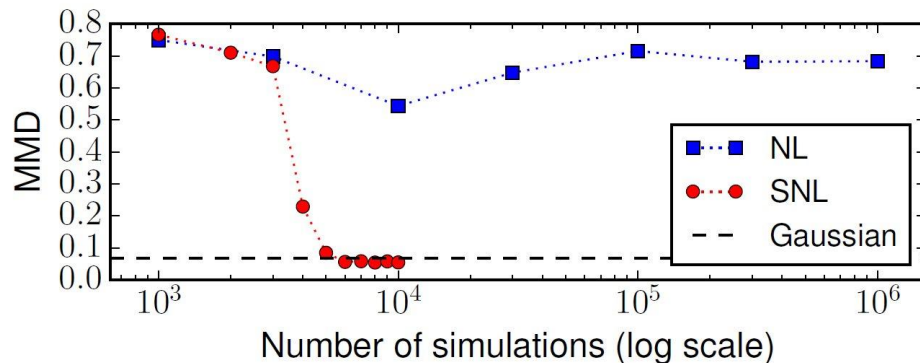 MMD
0.8
0.7
0.6
0.5
0.4
0.3
0.2
0.1
0.0
NL
SNL
Gaussian
10³
10⁴
10⁵
10⁶
Number of simulations (log scale)